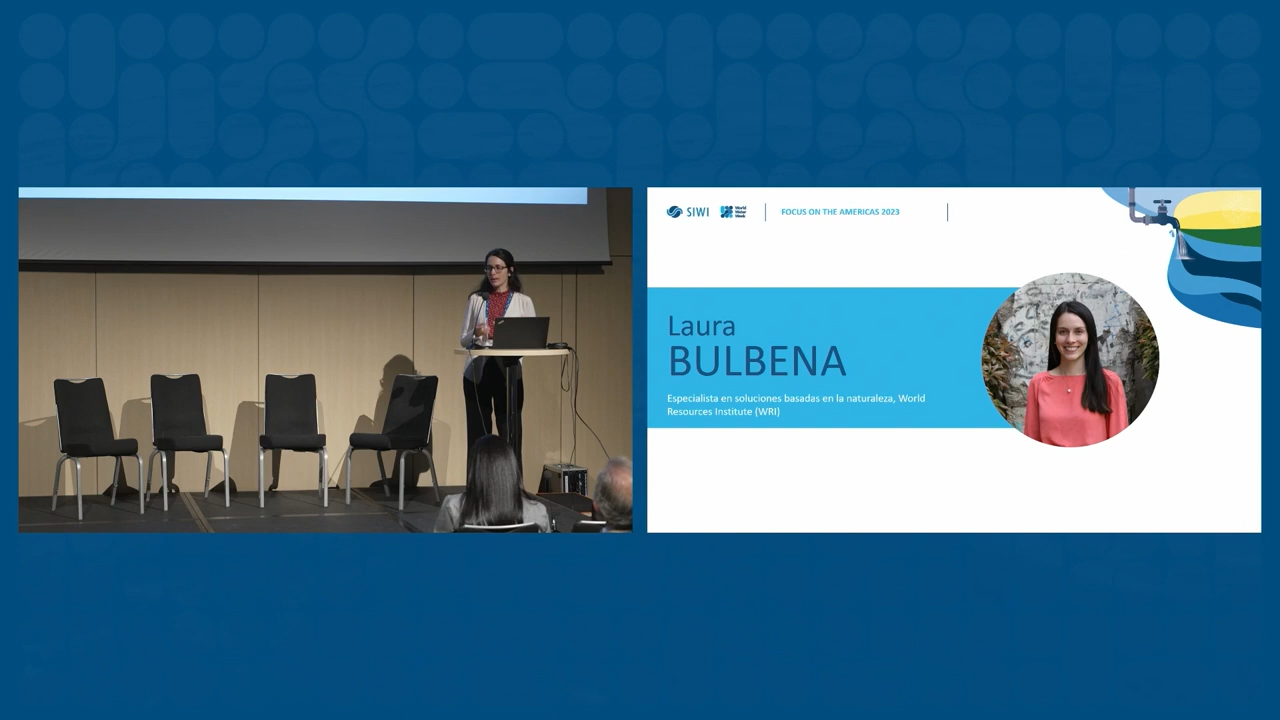 SIWI
World
Water
Week
FOCUS ON THE AMERICAS 2023
Laura
BULBENA
Especialista en soluciones basadas en la naturaleza, World
Resources Institute (WRI)